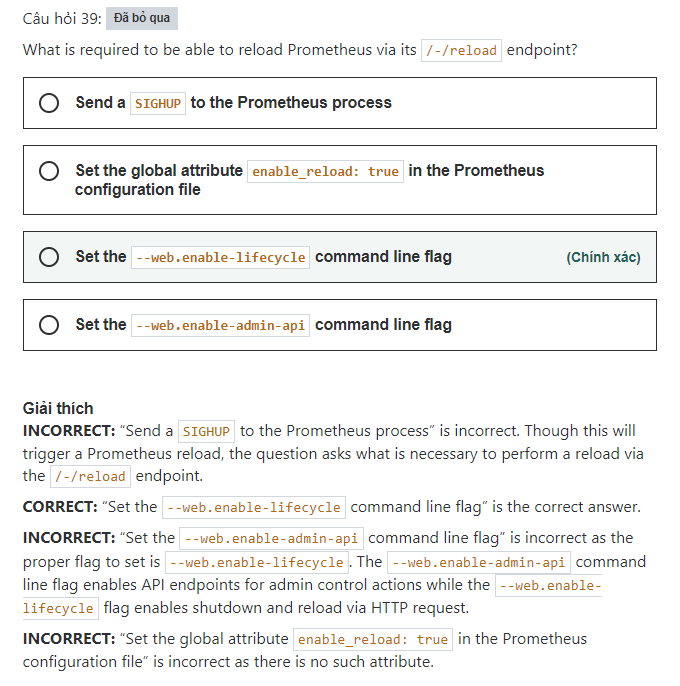 Câu hỏi 39: Đã bỏ qua
What is required to be able to reload Prometheus via its /-/reload endpoint?
Send a SIGHUP to the Prometheus process
Set the global attribute enable_reload: true in the Prometheus
configuration file
Set the --web.enable-lifecycle command line flag (Chính xác)
Set the --web.enable-admin-api command line flag
Giải thích
INCORRECT: “Send a SIGHUP to the Prometheus process” is incorrect. Though this will
trigger a Prometheus reload, the question asks what is necessary to perform a reload via
the /-/reload endpoint.
CORRECT: “Set the --web.enable-lifecycle command line flag” is the correct answer.
INCORRECT: “Set the --web.enable-admin-api command line flag” is incorrect as the
proper flag to set is --web.enable-lifecycle. The --web.enable-admin-api command
line flag enables API endpoints for admin control actions while the --web.enable-
lifecycle flag enables shutdown and reload via HTTP request.
INCORRECT: “Set the global attribute enable_reload: true in the Prometheus
configuration file” is incorrect as there is no such attribute.